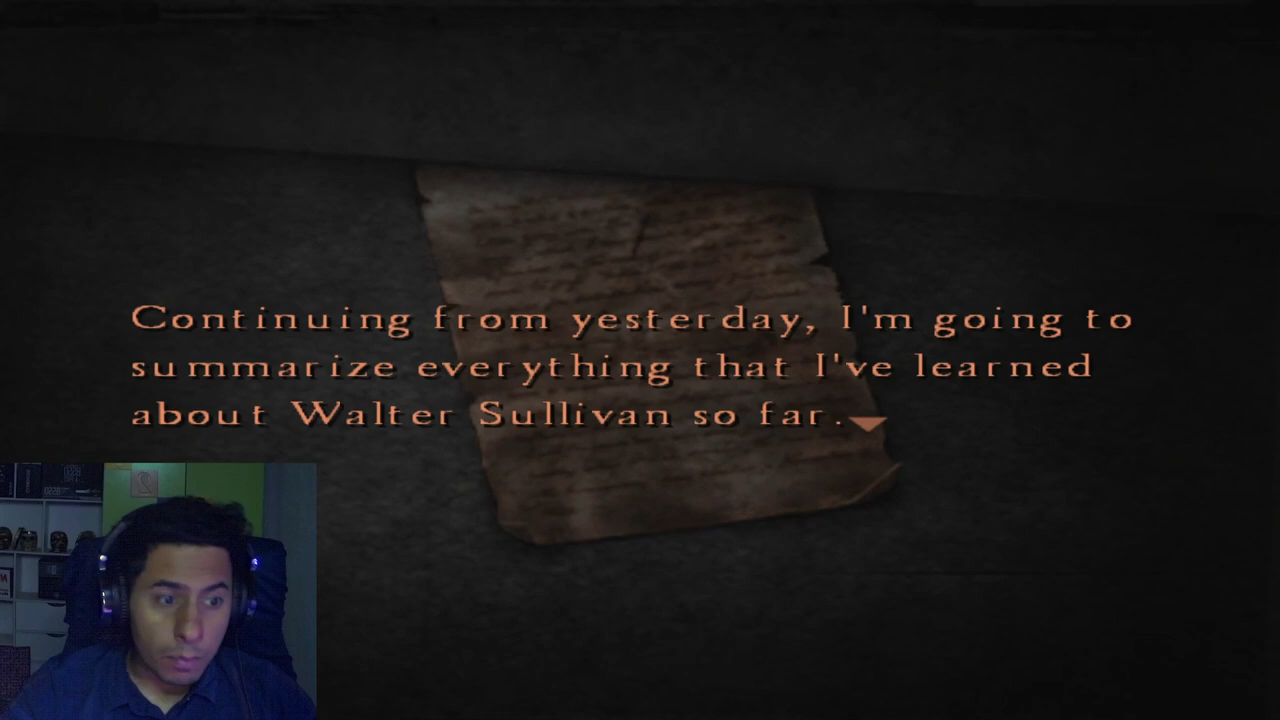 Continuing from yesterday, I'm going to
summarize everything that I've learned
about Walter Sullivan so far.